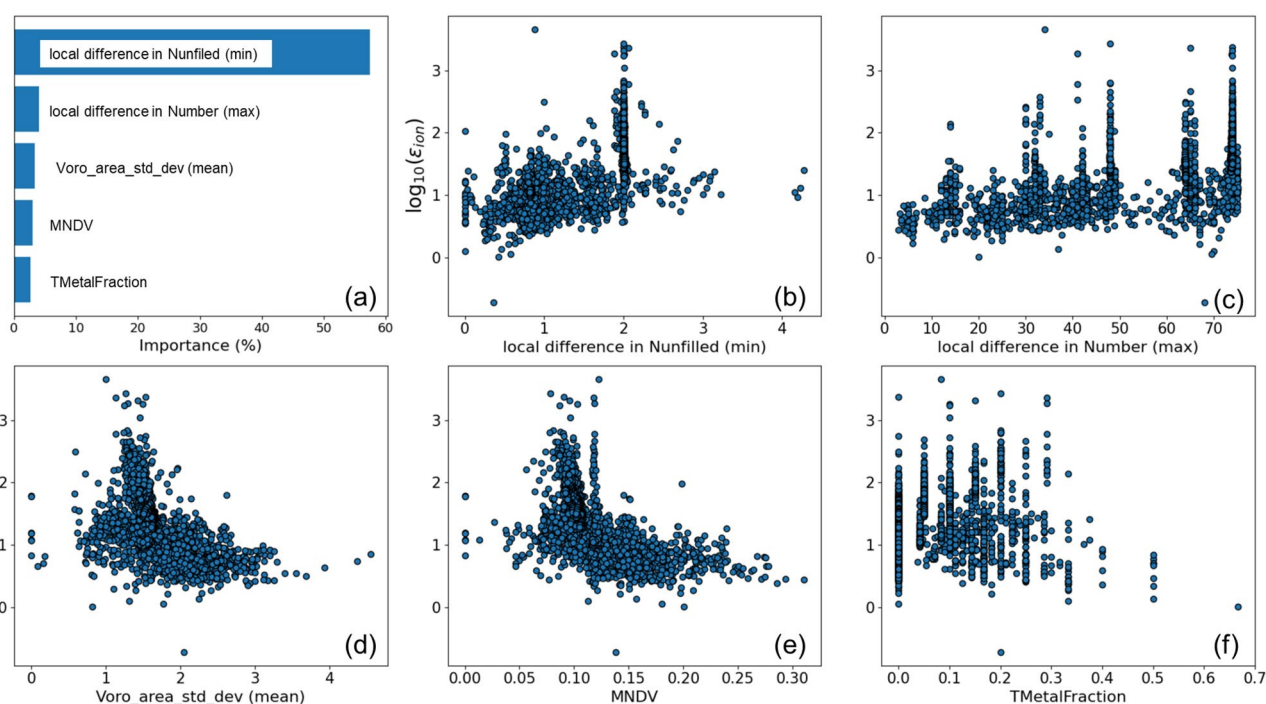 local difference in Nunfiled (min)
local difference in Number (max)
Voro_area_std_dev (mean)
MNDV
TMetalFraction
(a)
0 10 20 30 40 50 60
Importance (%)
log10(εion)
3
2
1
0
(b)
0 1 2 3 4
local difference in Nunfilled (min)
3
2
1
0
(c)
0 10 20 30 40 50 60 70
local difference in Number (max)
3
2
1
0
(d)
0 1 2 3 4
Voro_area_std_dev (mean)
3
2
1
0
(e)
0.00 0.05 0.10 0.15 0.20 0.25 0.30
MNDV
3
2
1
0
(f)
0.0 0.1 0.2 0.3 0.4 0.5 0.6 0.7
TMetalFraction